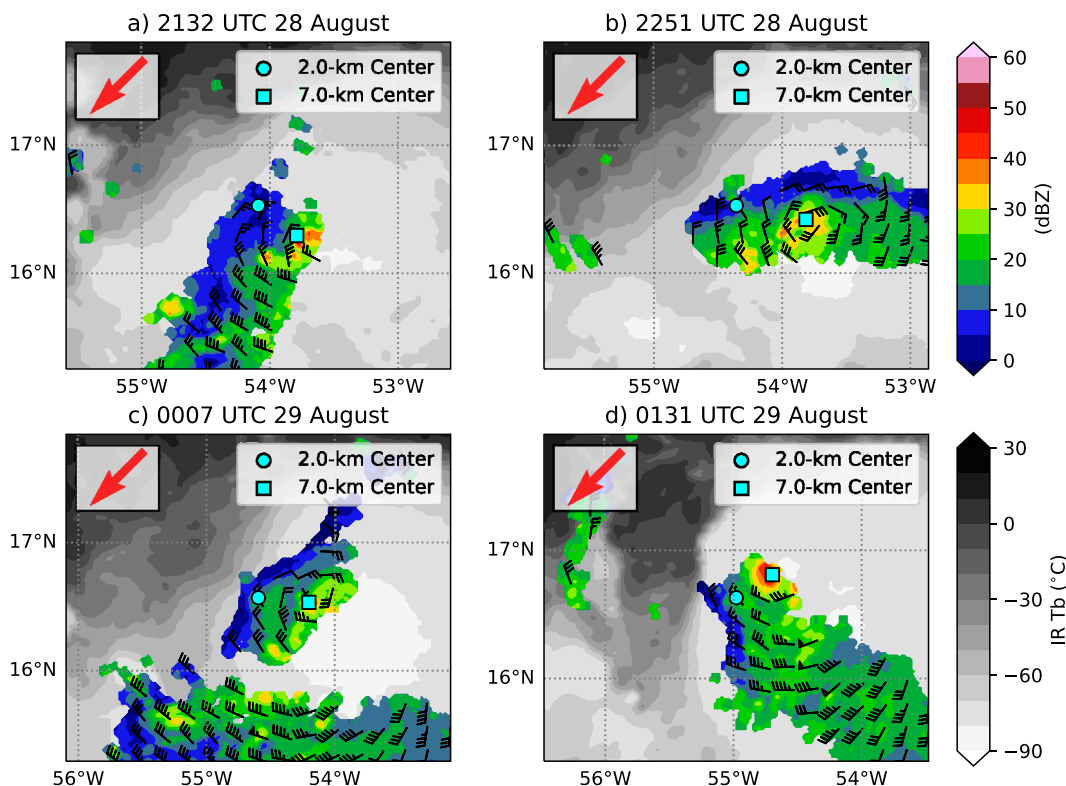 a) 2132 UTC 28 August
b) 2251 UTC 28 August
2.0-km Center
7.0-km Center
2.0-km Center
7.0-km Center
17°N
16°N
55°W
54°W
53°W
17°N
16°N
55°W
54°W
53°W
60
50
40
30
20
10
0
(dBZ)
c) 0007 UTC 29 August
d) 0131 UTC 29 August
2.0-km Center
7.0-km Center
2.0-km Center
7.0-km Center
17°N
16°N
56°W
55°W
54°W
17°N
16°N
56°W
55°W
54°W
30
0
−30
−60
−90
IR Tb (°C)